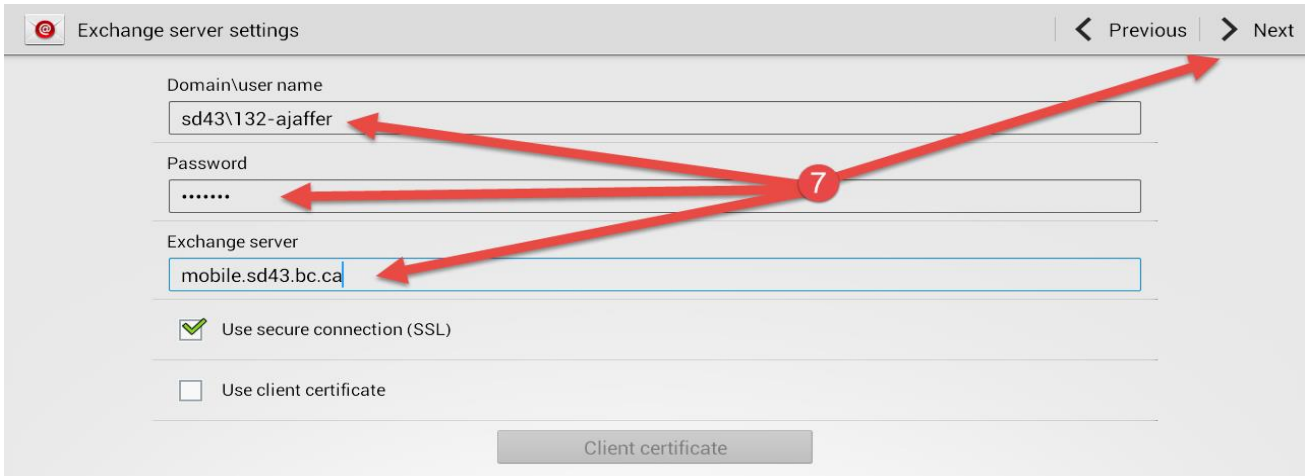 Exchange server settings
Previous
Next
Domain\user name
sd43\132-ajaffer
Password
•••••••
7
Exchange server
mobile.sd43.bc.ca
Use secure connection (SSL)
Use client certificate
Client certificate